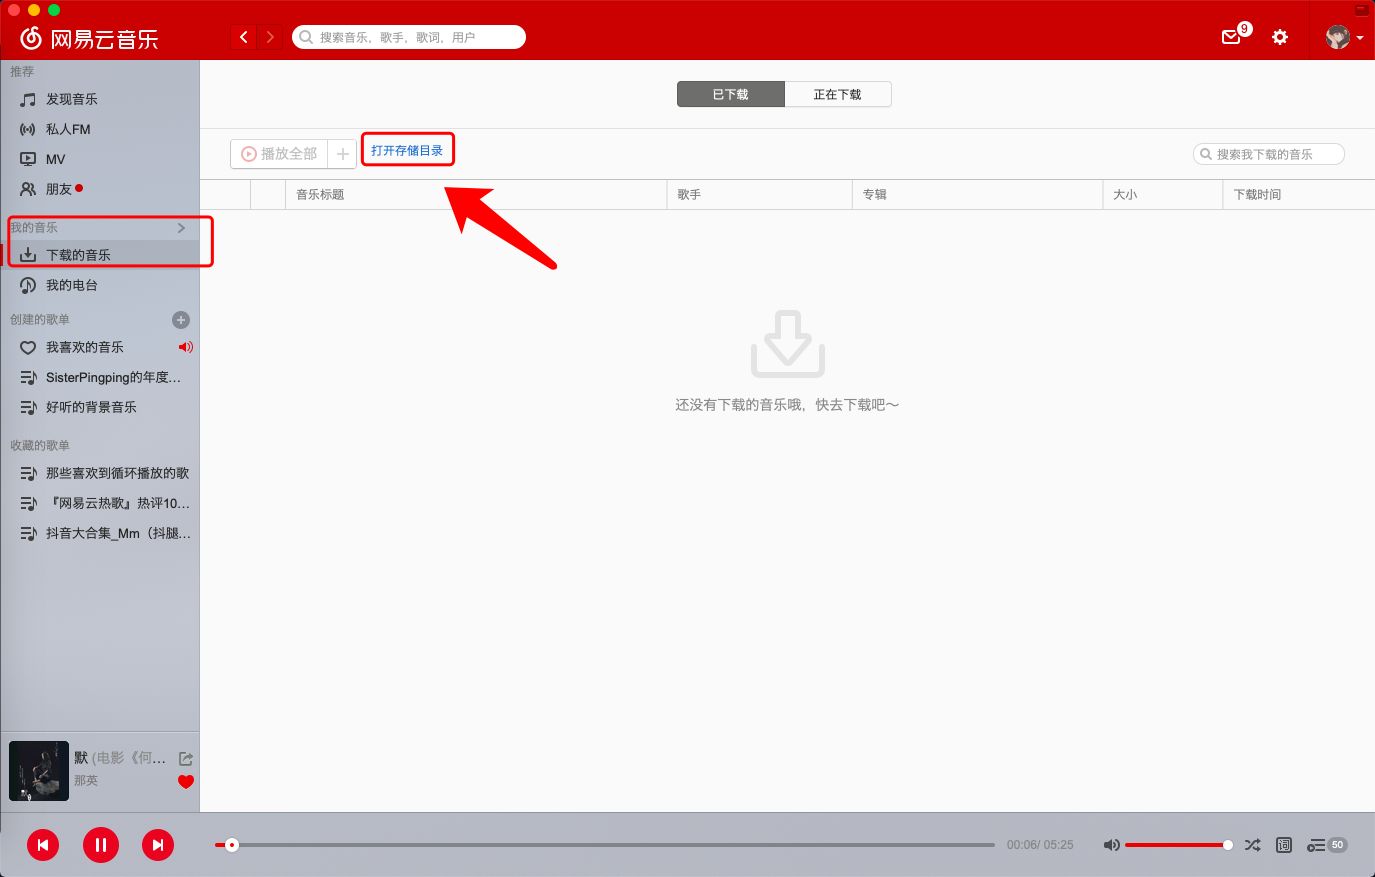 网易云音乐
搜索音乐，歌手，歌词，用户
9
推荐
发现音乐
私人FM
MV
朋友
我的音乐
下载的音乐
我的电台
创建的歌单
我喜欢的音乐
SisterPingping的年度...
好听的背景音乐
收藏的歌单
那些喜欢到循环播放的歌
『网易云热歌』热评10...
抖音大合集_Mm（抖腿...
已下载
正在下载
播放全部
打开存储目录
搜索我下载的音乐
音乐标题
歌手
专辑
大小
下载时间
还没有下载的音乐哦，快去下载吧～
默 (电影《何...
那英
00:06/ 05:25
词
50